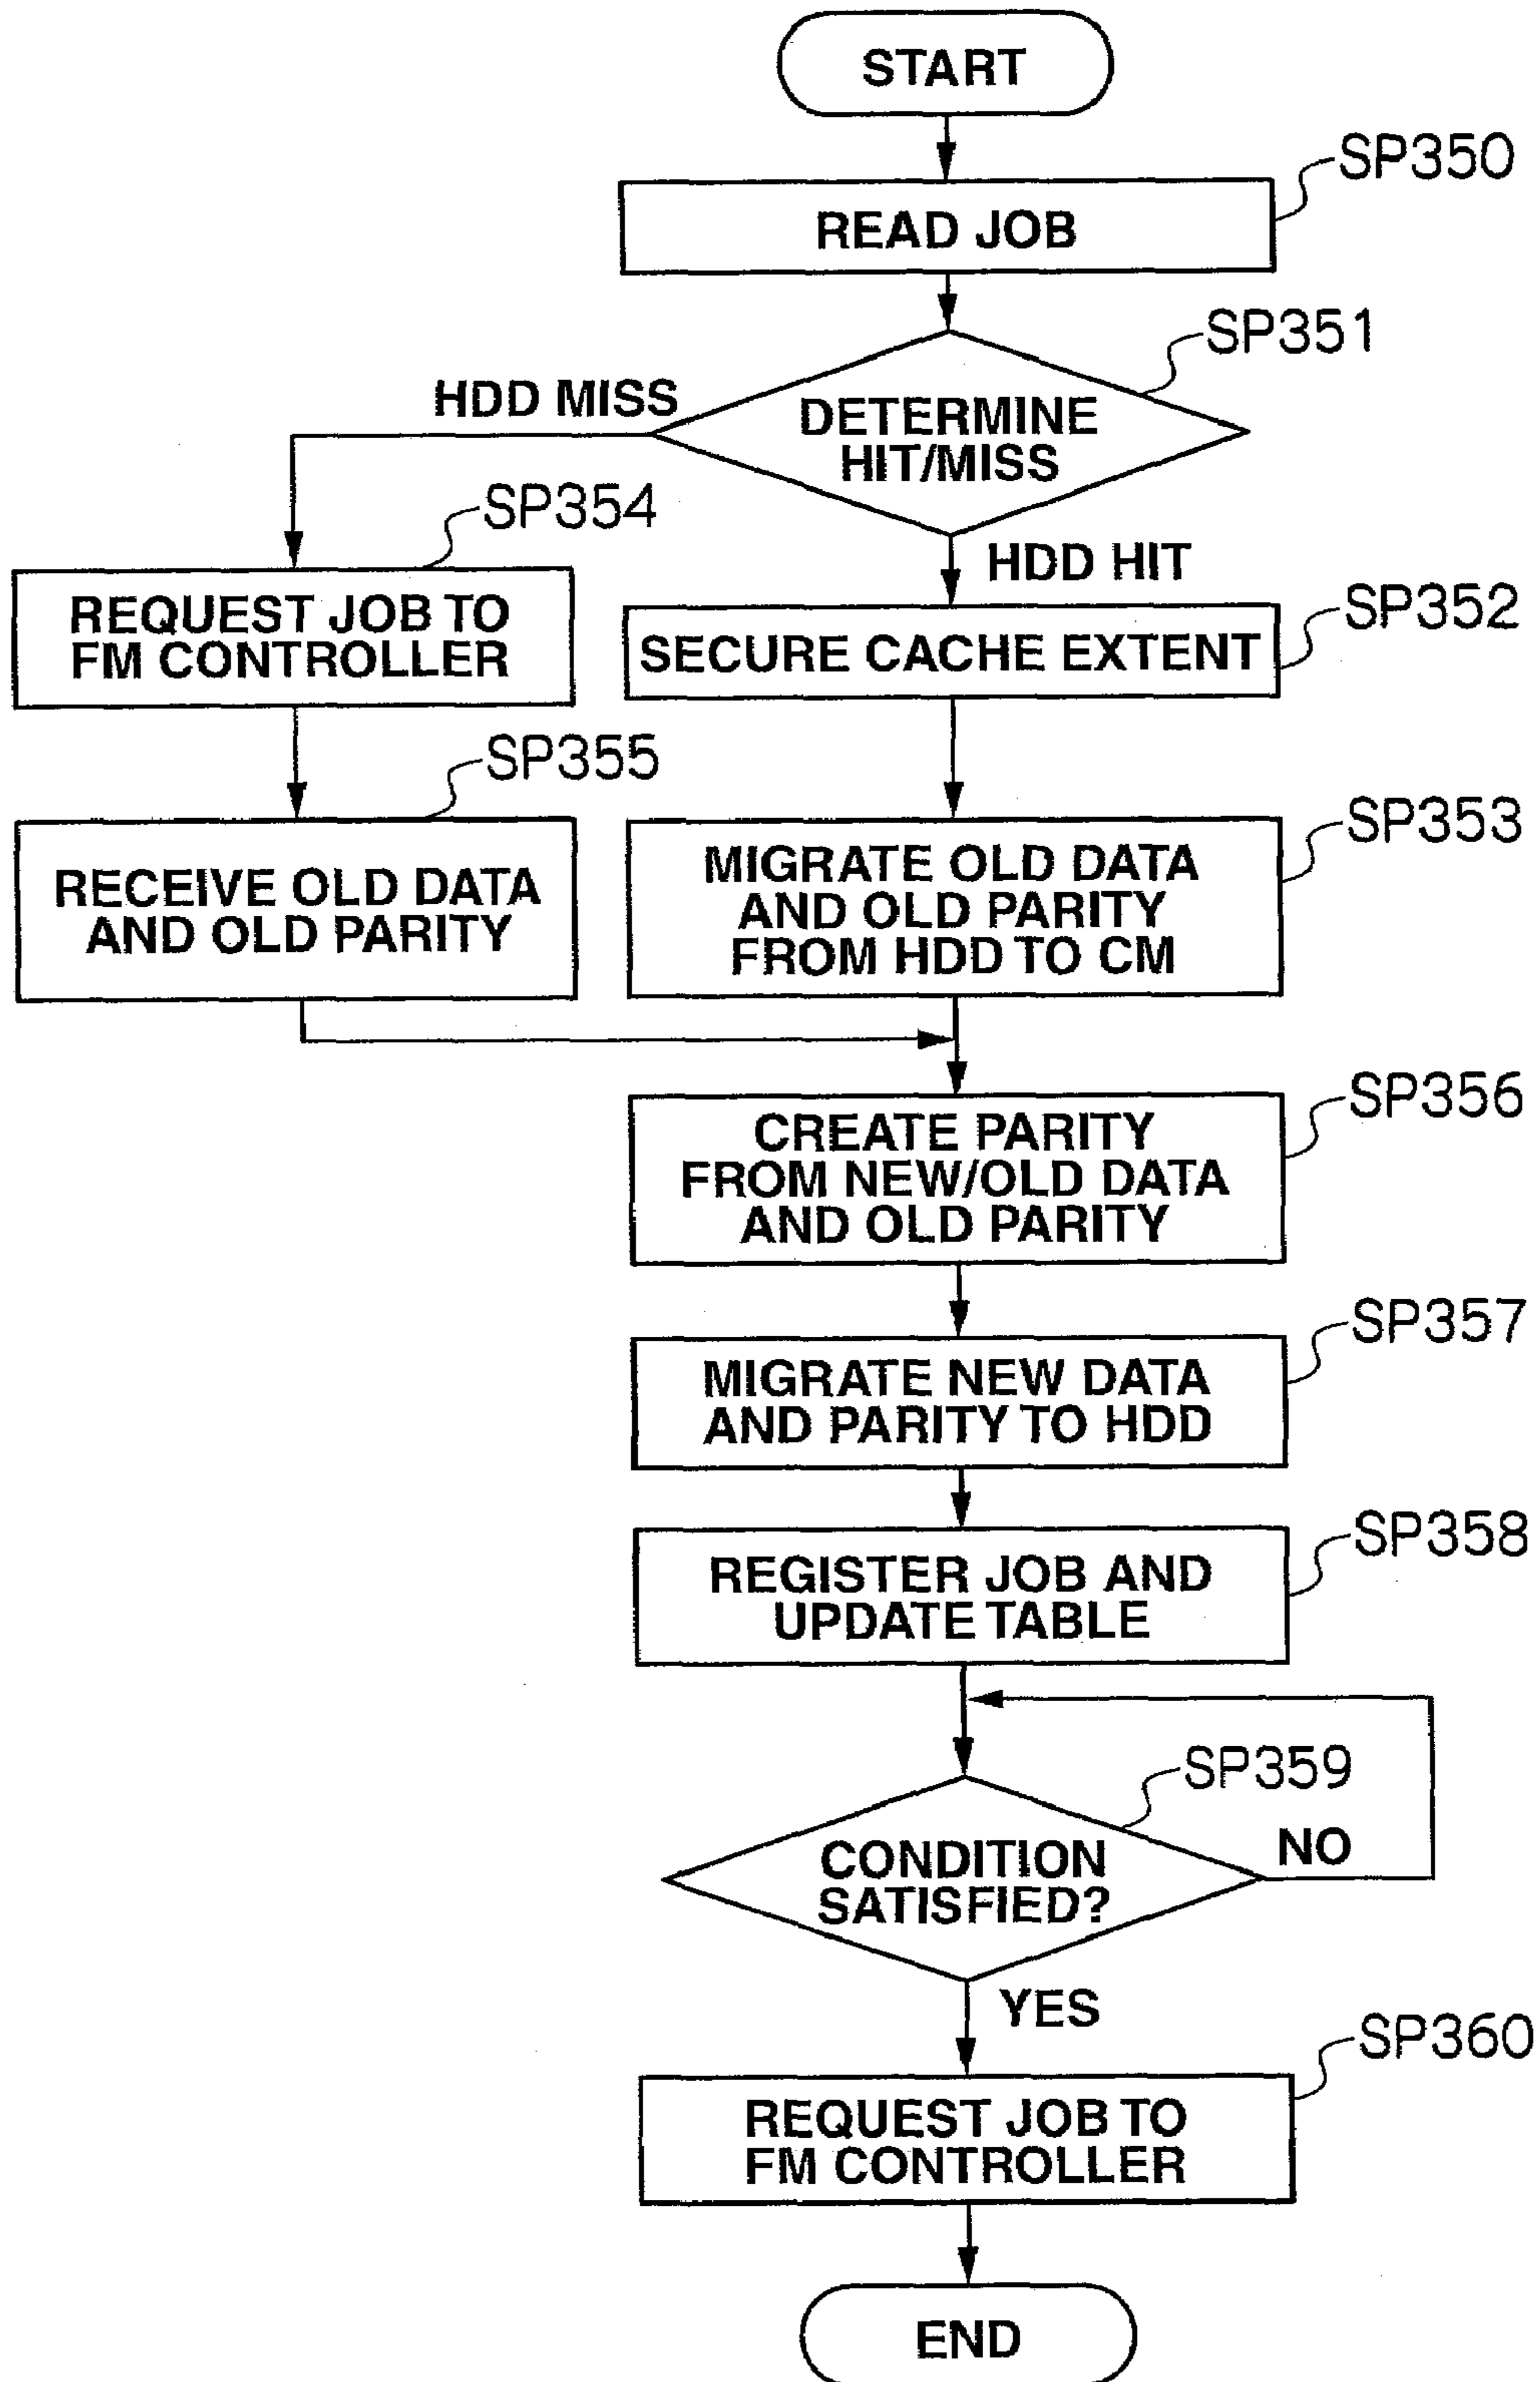 START
SP350
READ JOB
SP351
HDD MISS
DETERMINE
HIT/MISS
SP354
HDD HIT
REQUEST JOB TO
FM CONTROLLER
SP352
SECURE CACHE EXTENT
SP355
RECEIVE OLD DATA
AND OLD PARITY
SP353
MIGRATE OLD DATA
AND OLD PARITY
FROM HDD TO CM
SP356
CREATE PARITY
FROM NEW/OLD DATA
AND OLD PARITY
SP357
MIGRATE NEW DATA
AND PARITY TO HDD
SP358
REGISTER JOB AND
UPDATE TABLE
SP359
CONDITION
SATISFIED?
NO
YES
SP360
REQUEST JOB TO
FM CONTROLLER
END